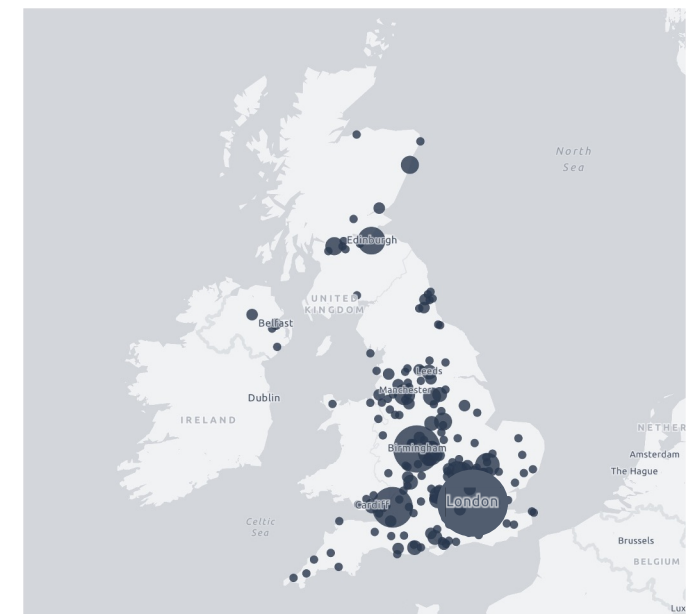 North
Sea
Edinburgh
UNITED
KINGDOM
Belfast
Leeds
Manchester
Dublin
IRELAND
NETHER
Birmingham
Amsterdam
The Hague
London
Cardiff
Celtic
Sea
Brussels
BELGIUM
Lux